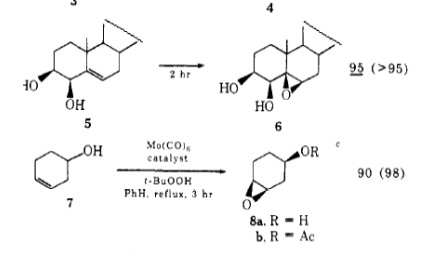 3 4
HO OH
5
2 hr
HO HO O
6
95 (>95)
OH
7
Mo(CO)₆
catalyst
t-BuOOH
PhH, reflux, 3 hr
OR c
O
8a. R = H
b. R = Ac
90 (98)